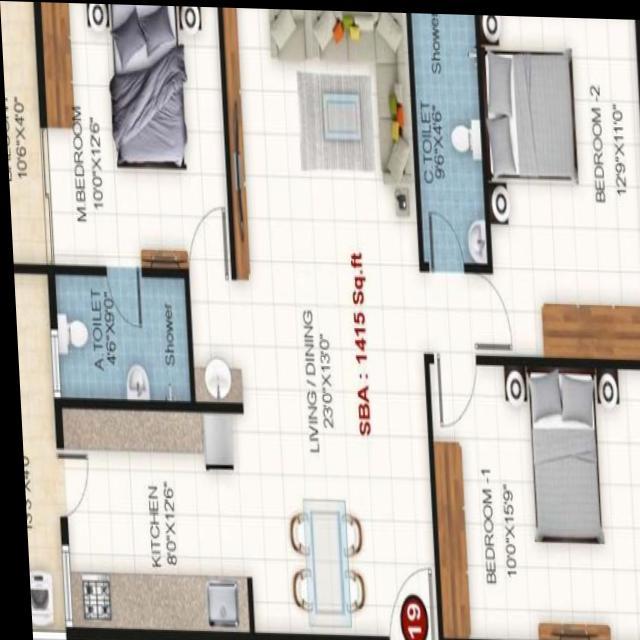 10'6"X4'0"
M.BEDROOM
10'0"X12'6"
A.TOILET
4'6"X9'0"
Shower
KITCHEN
8'0"X12'6"
LIVING / DINING
23'0"X13'0"
SBA : 1415 Sq.ft
C.TOILET
9'6"X4'6"
Shower
BEDROOM -2
12'9"X11'0"
BEDROOM -1
10'0"X15'9"
19